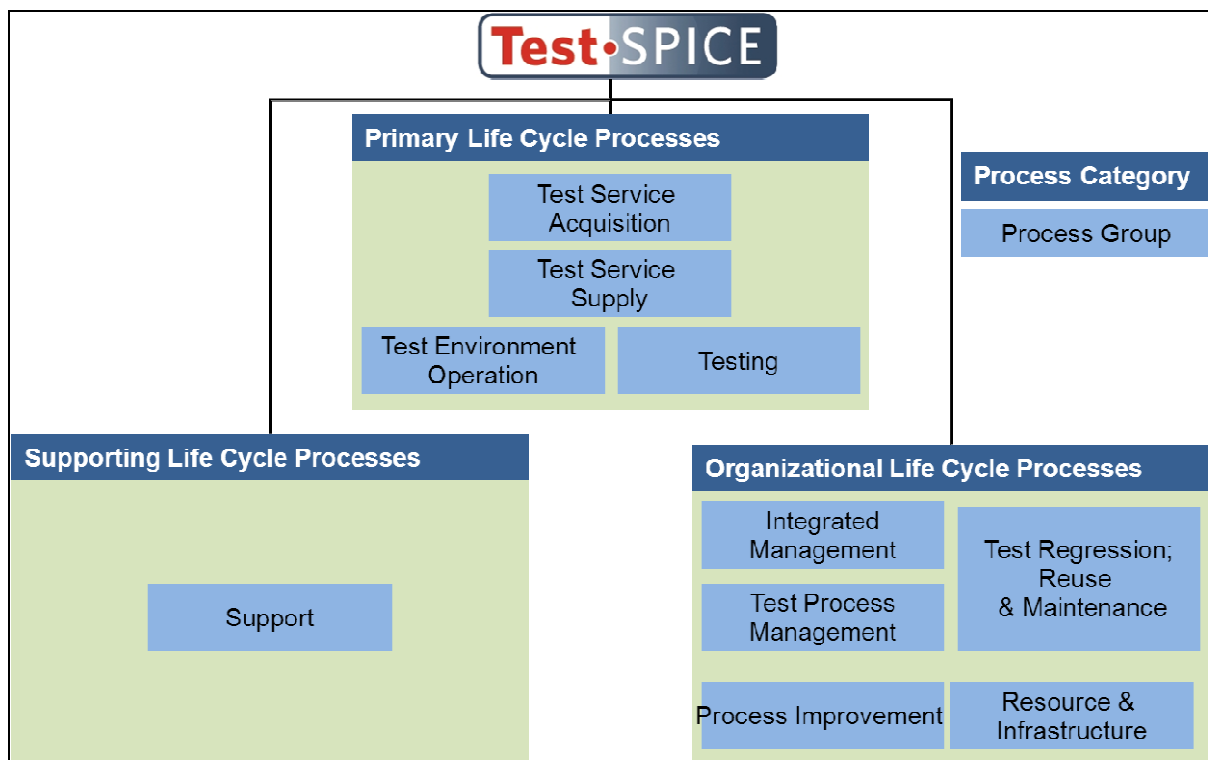 Test•SPICE
Primary Life Cycle Processes
Test Service
Acquisition
Test Service
Supply
Test Environment
Operation
Testing
Process Category
Process Group
Supporting Life Cycle Processes
Support
Organizational Life Cycle Processes
Integrated
Management
Test Regression;
Reuse
& Maintenance
Test Process
Management
Process Improvement
Resource &
Infrastructure